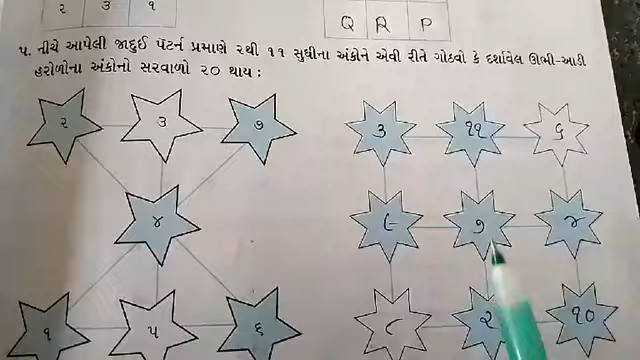 ૨ ૩ ૧
Q R P
૫. નીચે આપેલી જાદુઈ પૅટર્ન પ્રમાણે ૨થી ૧૧ સુધીના અંકોને એવી રીતે ગોઠવો કે દર્શાવેલ ઊભી-આડી
હરોળોના અંકોનો સરવાળો ૨૦ થાય :
૨ ૩ ૭
૩ ૧૧ ૬
૪
૯ ૭ ૪
૧ ૫ ૬
૮ ૨ ૧૦